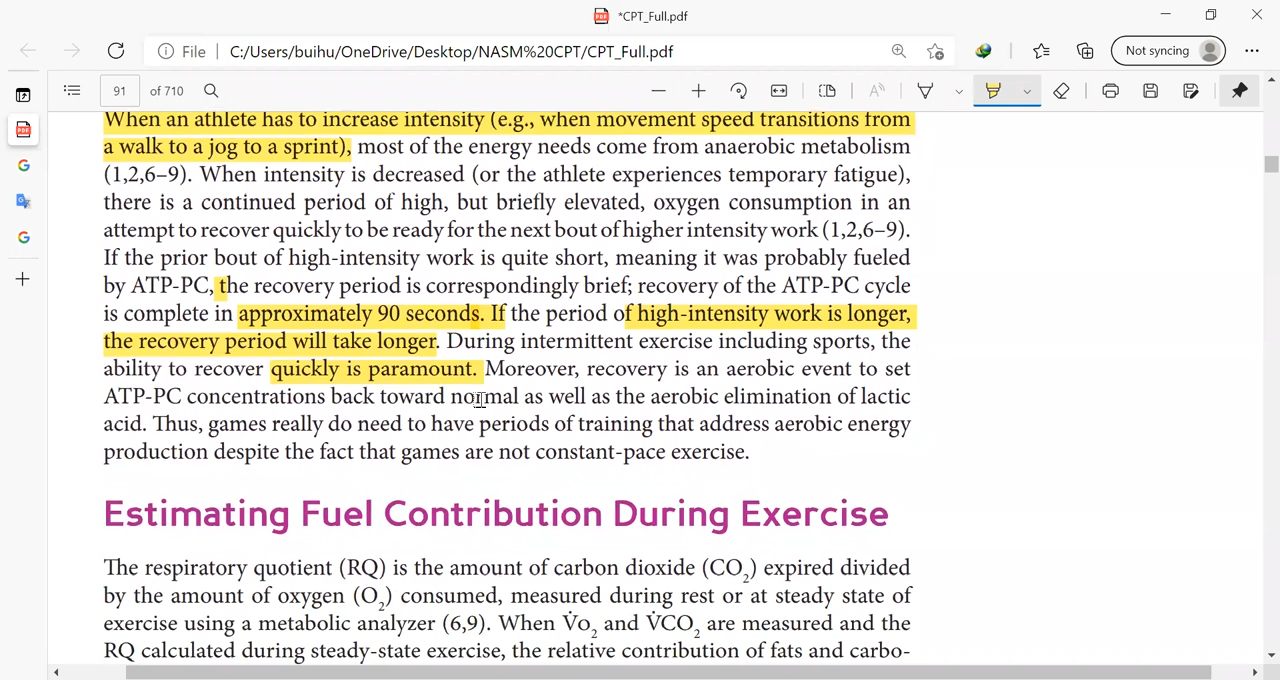 *CPT_Full.pdf
File C:/Users/buihu/OneDrive/Desktop/NASM%20CPT/CPT_Full.pdf Not syncing
91 of 710
When an athlete has to increase intensity (e.g., when movement speed transitions from
a walk to a jog to a sprint), most of the energy needs come from anaerobic metabolism
(1,2,6–9). When intensity is decreased (or the athlete experiences temporary fatigue),
there is a continued period of high, but briefly elevated, oxygen consumption in an
attempt to recover quickly to be ready for the next bout of higher intensity work (1,2,6–9).
If the prior bout of high-intensity work is quite short, meaning it was probably fueled
by ATP-PC, the recovery period is correspondingly brief; recovery of the ATP-PC cycle
is complete in approximately 90 seconds. If the period of high-intensity work is longer,
the recovery period will take longer. During intermittent exercise including sports, the
ability to recover quickly is paramount. Moreover, recovery is an aerobic event to set
ATP-PC concentrations back toward normal as well as the aerobic elimination of lactic
acid. Thus, games really do need to have periods of training that address aerobic energy
production despite the fact that games are not constant-pace exercise.
Estimating Fuel Contribution During Exercise
The respiratory quotient (RQ) is the amount of carbon dioxide (CO₂) expired divided
by the amount of oxygen (O₂) consumed, measured during rest or at steady state of
exercise using a metabolic analyzer (6,9). When V̇o₂ and V̇CO₂ are measured and the
RQ calculated during steady-state exercise, the relative contribution of fats and carbo-